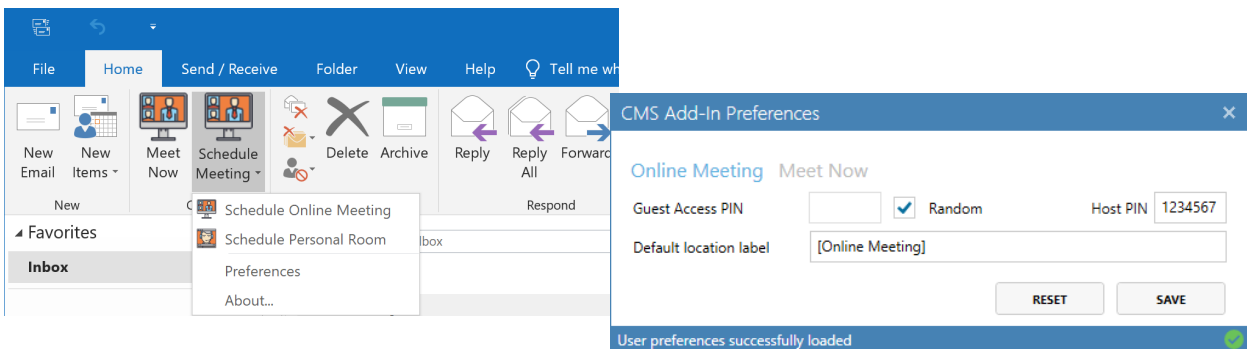 File Home Send / Receive Folder View Help Tell me wh
New Email
New Items
Meet Now
Schedule Meeting
Delete
Archive
Reply
Reply All
Forward
New
Respond
Schedule Online Meeting
Schedule Personal Room
Preferences
About...
Favorites
Inbox
CMS Add-In Preferences
Online Meeting Meet Now
Guest Access PIN Random Host PIN 1234567
Default location label [Online Meeting]
RESET SAVE
User preferences successfully loaded